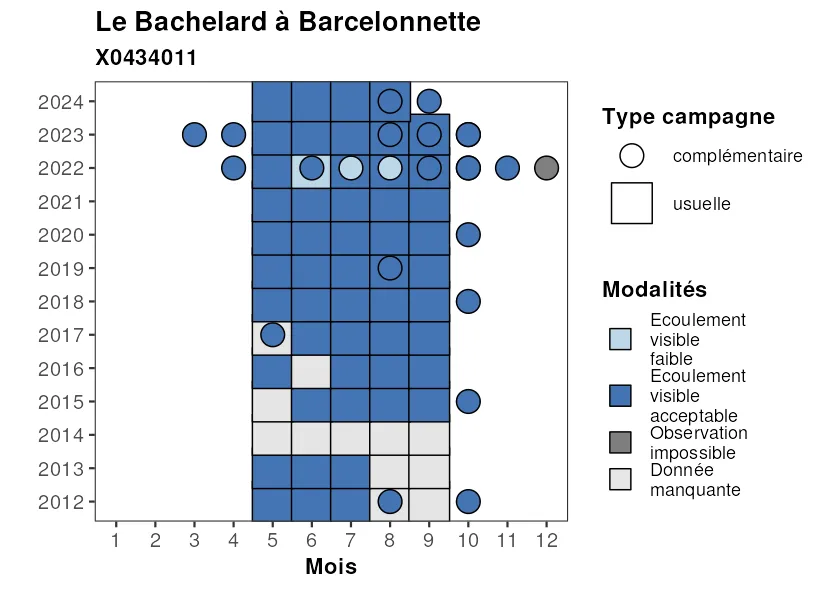 Le Bachelard à Barcelonnette
X0434011
2024
2023
2022
2021
2020
2019
2018
2017
2016
2015
2014
2013
2012
1 2 3 4 5 6 7 8 9 10 11 12
Mois
Type campagne
complémentaire
usuelle
Modalités
Ecoulement
visible
faible
Ecoulement
visible
acceptable
Observation
impossible
Donnée
manquante